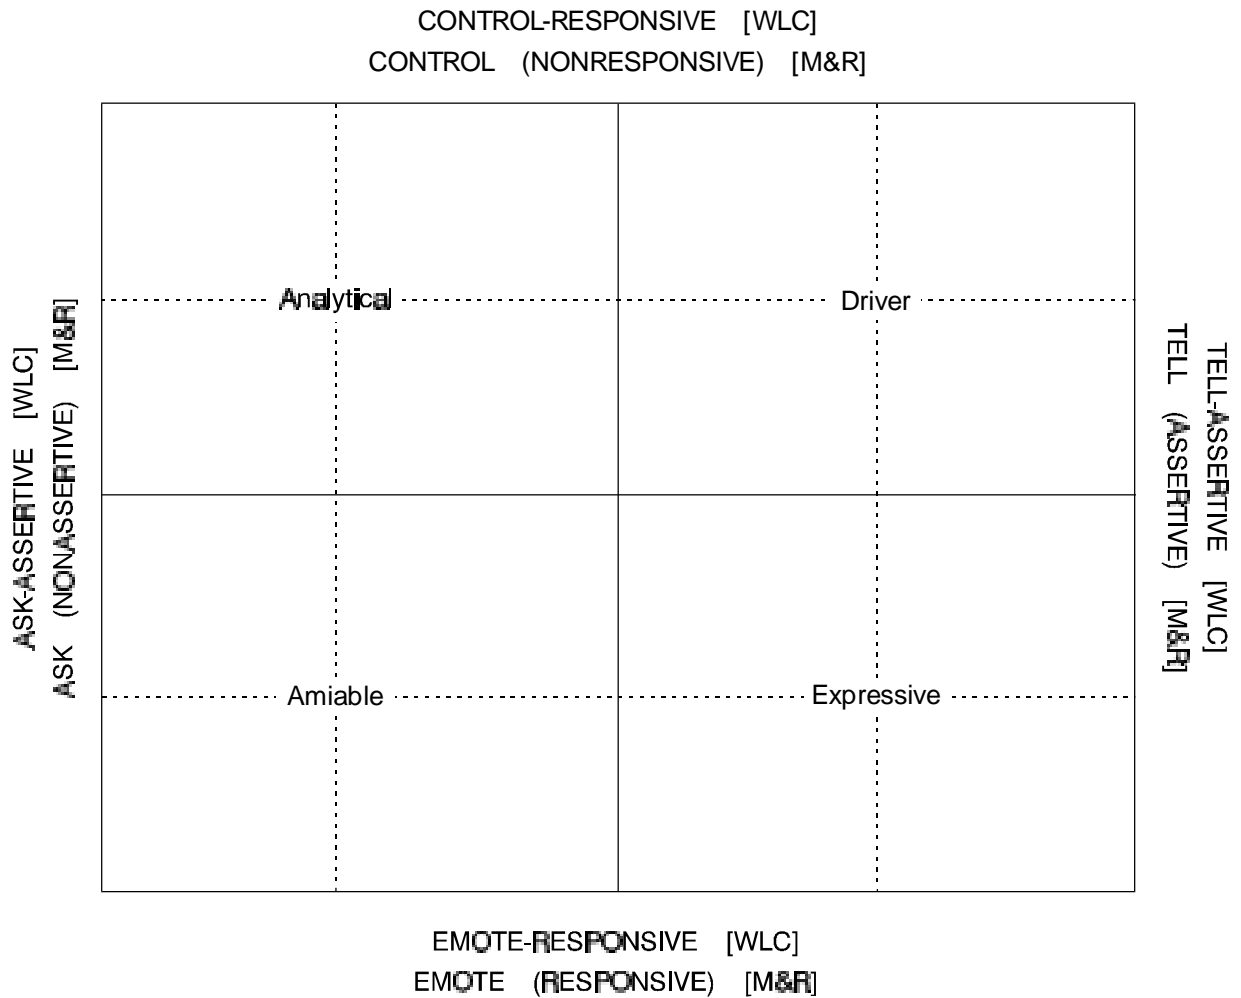 CONTROL-RESPONSIVE [WLC]
CONTROL (NONRESPONSIVE) [M&R]
ASK-ASSERTIVE [WLC]
ASK (NONASSERTIVE) [M&R]
Analytical
Driver
TELL-ASSERTIVE [WLC]
TELL (ASSERTIVE) [M&R]
Amiable
Expressive
EMOTE-RESPONSIVE [WLC]
EMOTE (RESPONSIVE) [M&R]